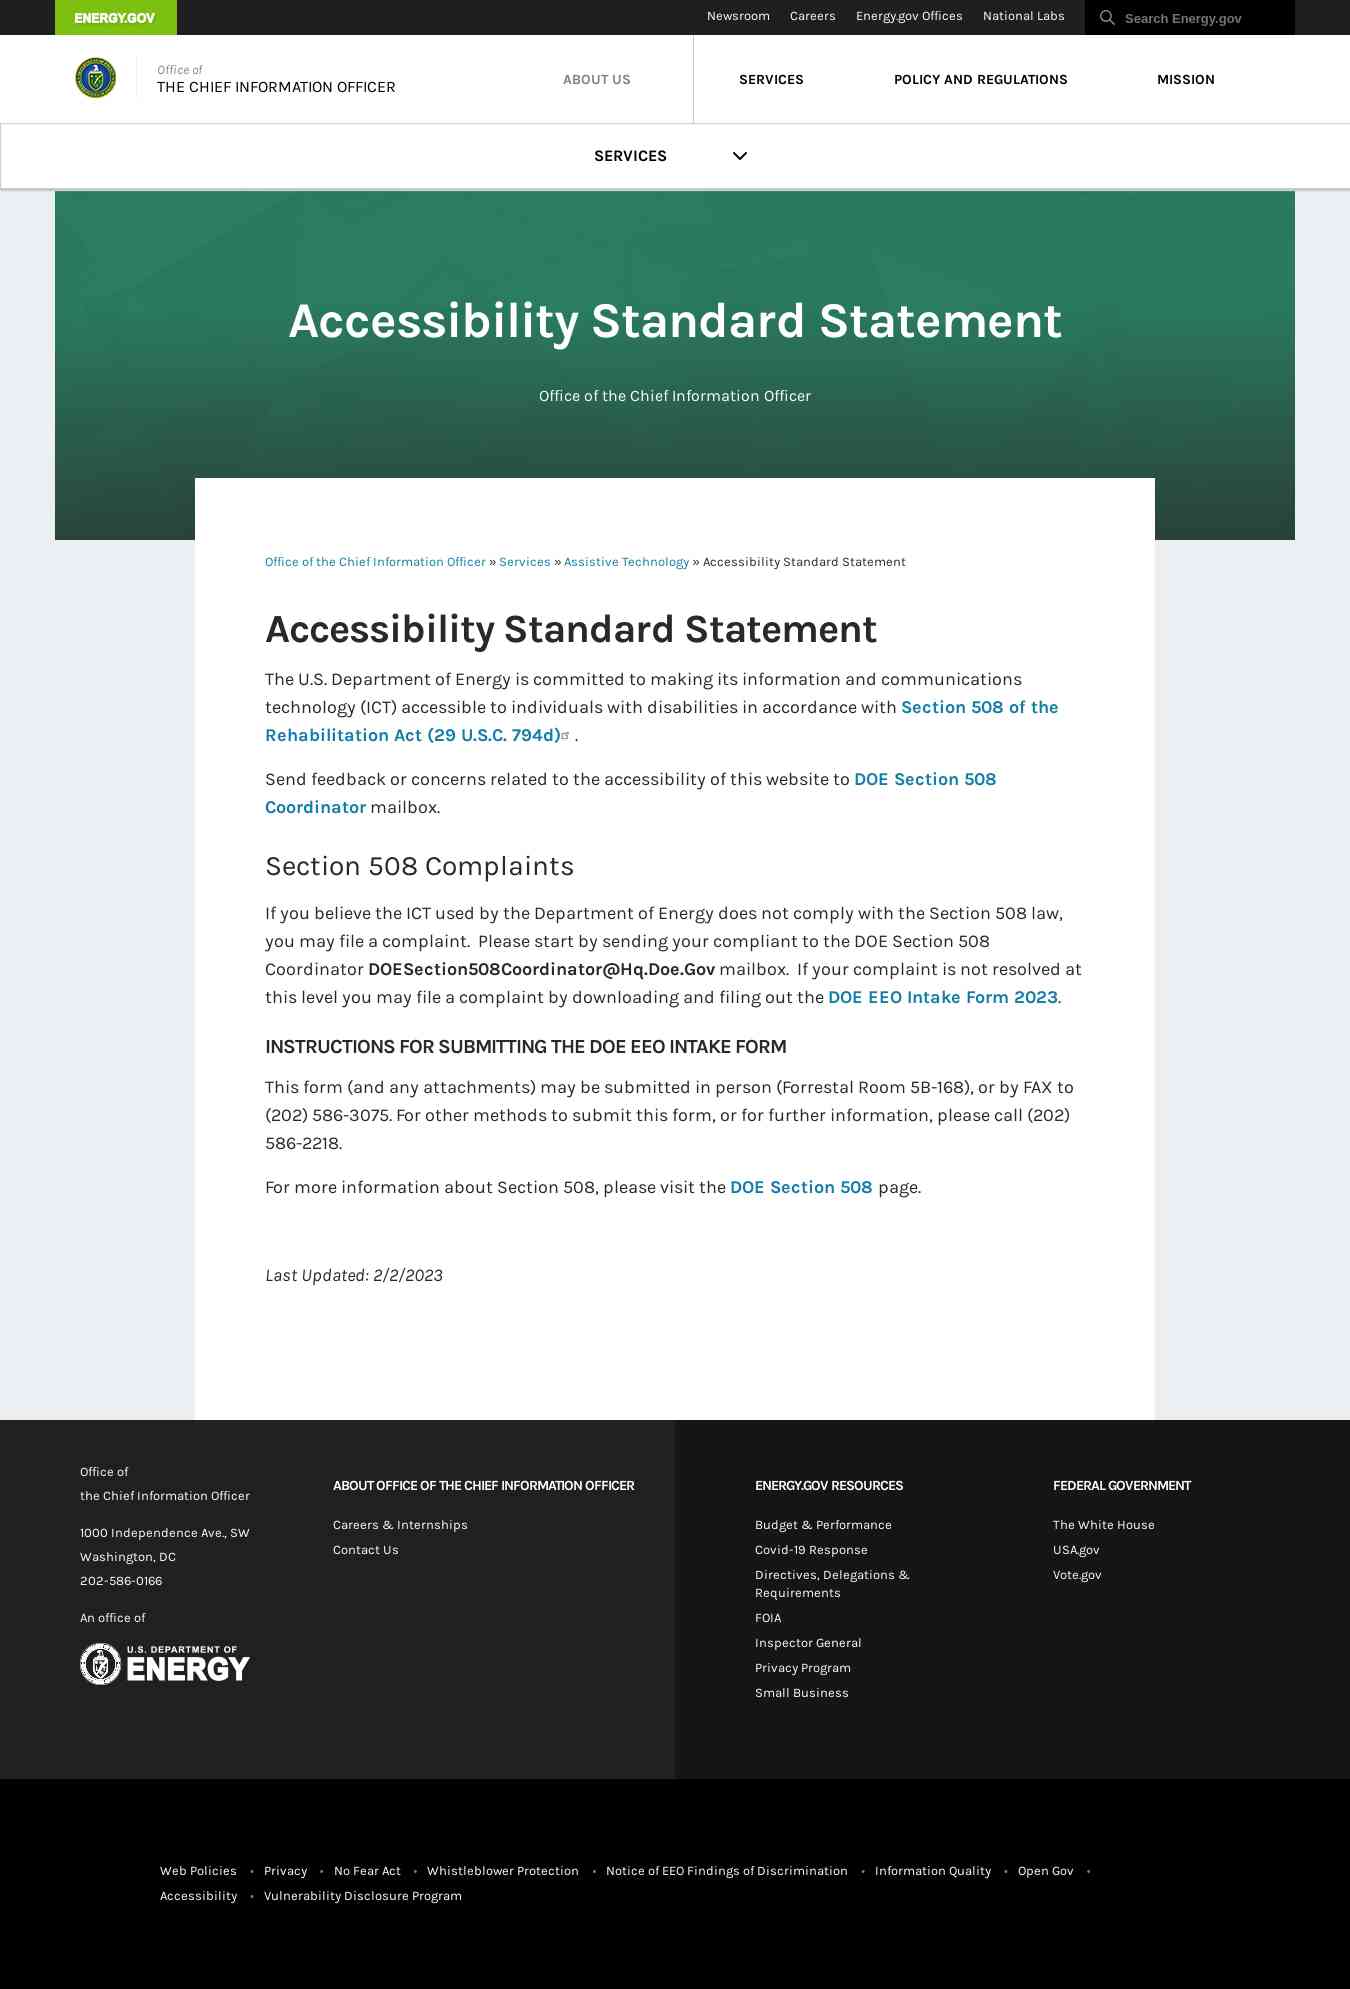 ENERGY.GOV
Newsroom
Careers
Energy.gov Offices
National Labs
Search Energy.gov
Office of
THE CHIEF INFORMATION OFFICER
ABOUT US
SERVICES
POLICY AND REGULATIONS
MISSION
SERVICES
Accessibility Standard Statement
Office of the Chief Information Officer
Office of the Chief Information Officer » Services » Assistive Technology » Accessibility Standard Statement
Accessibility Standard Statement
The U.S. Department of Energy is committed to making its information and communications
technology (ICT) accessible to individuals with disabilities in accordance with Section 508 of the
Rehabilitation Act (29 U.S.C. 794d) .
Send feedback or concerns related to the accessibility of this website to DOE Section 508
Coordinator mailbox.
Section 508 Complaints
If you believe the ICT used by the Department of Energy does not comply with the Section 508 law,
you may file a complaint.  Please start by sending your compliant to the DOE Section 508
Coordinator DOESection508Coordinator@Hq.Doe.Gov mailbox.  If your complaint is not resolved at
this level you may file a complaint by downloading and filing out the DOE EEO Intake Form 2023.
INSTRUCTIONS FOR SUBMITTING THE DOE EEO INTAKE FORM
This form (and any attachments) may be submitted in person (Forrestal Room 5B-168), or by FAX to
(202) 586-3075. For other methods to submit this form, or for further information, please call (202)
586-2218.
For more information about Section 508, please visit the DOE Section 508 page.
Last Updated: 2/2/2023
Office of
the Chief Information Officer
1000 Independence Ave., SW
Washington, DC
202-586-0166
An office of
U.S. DEPARTMENT OF
ENERGY
ABOUT OFFICE OF THE CHIEF INFORMATION OFFICER
Careers & Internships
Contact Us
ENERGY.GOV RESOURCES
Budget & Performance
Covid-19 Response
Directives, Delegations &
Requirements
FOIA
Inspector General
Privacy Program
Small Business
FEDERAL GOVERNMENT
The White House
USA.gov
Vote.gov
Web Policies • Privacy • No Fear Act • Whistleblower Protection • Notice of EEO Findings of Discrimination • Information Quality • Open Gov •
Accessibility • Vulnerability Disclosure Program